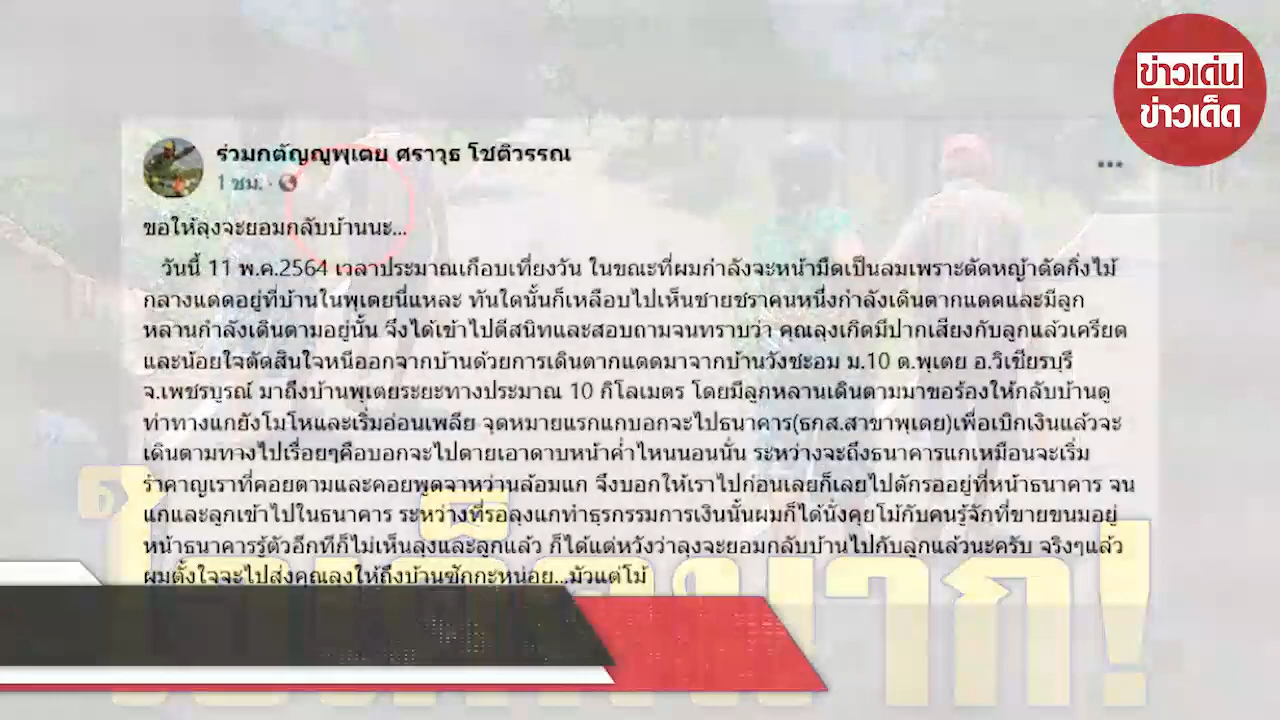 ข่าวเด่น
ข่าวเด็ด
ร่วมกตัญญูพุเตย ศราวุธ โชติวรรณ
1 ชม. ·
ขอให้ลุงจะยอมกลับบ้านนะ...
วันนี้ 11 พ.ค.2564 เวลาประมาณเกือบเที่ยงวัน ในขณะที่ผมกำลังจะหน้ามืดเป็นลมเพราะตัดหญ้าตัดกิ่งไม้
กลางแดดอยู่ที่บ้านในพุเตยนี่แหละ ทันใดนั้นก็เหลือบไปเห็นชายชราคนหนึ่งกำลังเดินตากแดดและมีลูก
หลานกำลังเดินตามอยู่นั้น จึงได้เข้าไปตีสนิทและสอบถามจนทราบว่า คุณลุงเกิดมีปากเสียงกับลูกแล้วเครียด
และน้อยใจตัดสินใจหนีออกจากบ้านด้วยการเดินตากแดดมาจากบ้านวังชะอม ม.10 ต.พุเตย อ.วิเชียรบุรี
จ.เพชรบูรณ์ มาถึงบ้านพุเตยระยะทางประมาณ 10 กิโลเมตร โดยมีลูกหลานเดินตามมาขอร้องให้กลับบ้านดู
ท่าทางแกยังโมโหและเริ่มอ่อนเพลีย จุดหมายแรกแกบอกจะไปธนาคาร(ธกส.สาขาพุเตย)เพื่อเบิกเงินแล้วจะ
เดินตามทางไปเรื่อยๆคือบอกจะไปตายเอาดาบหน้าค่ำไหนนอนนั่น ระหว่างจะถึงธนาคารแกเหมือนจะเริ่ม
รำคาญเราที่คอยตามและคอยพูดจาหว่านล้อมแก จึงบอกให้เราไปก่อนเลยก็เลยไปดักรออยู่ที่หน้าธนาคาร จน
แกและลูกเข้าไปในธนาคาร ระหว่างที่รอลุงแกทำธุรกรรมการเงินนั้นผมก็ได้นั่งคุยโม้กับคนรู้จักที่ขายขนมอยู่
หน้าธนาคารรู้ตัวอีกทีก็ไม่เห็นลุงและลูกแล้ว ก็ได้แต่หวังว่าลุงจะยอมกลับบ้านไปกับลูกแล้วนะครับ จริงๆแล้ว
ผมตั้งใจจะไปส่งคุณลุงให้ถึงบ้านซักกะหน่อย...มัวแต่โม้